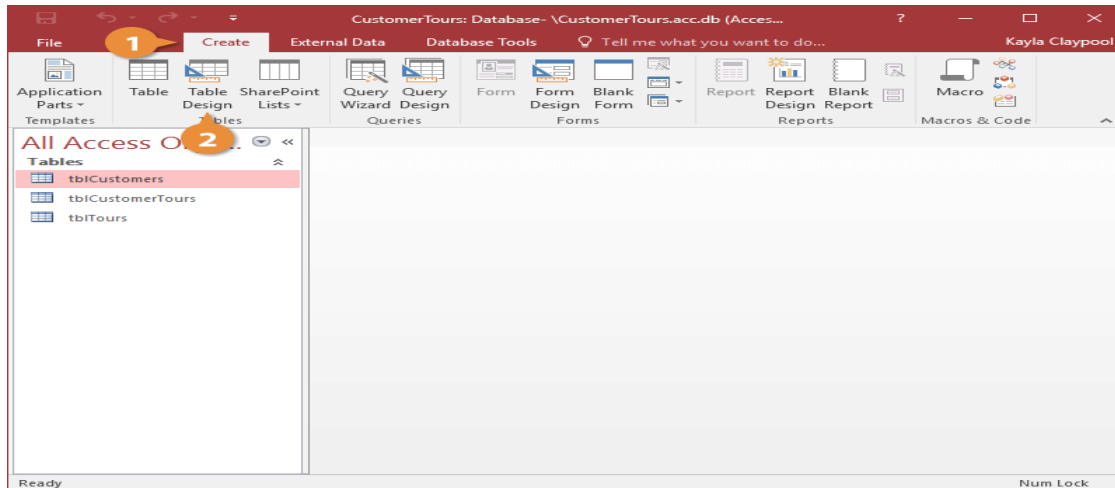 CustomerTours: Database- \CustomerTours.acc.db (Acces... ?
File 1 Create External Data Database Tools Tell me what you want to do... Kayla Claypool
Application Parts
Table
Table Design
SharePoint Lists
Query Wizard
Query Design
Form
Form Design
Blank Form
Report
Report Design
Blank Report
Macro
Templates 2 Queries Forms Reports Macros & Code
All Access «
Tables
tblCustomers
tblCustomerTours
tblTours
Ready Num Lock